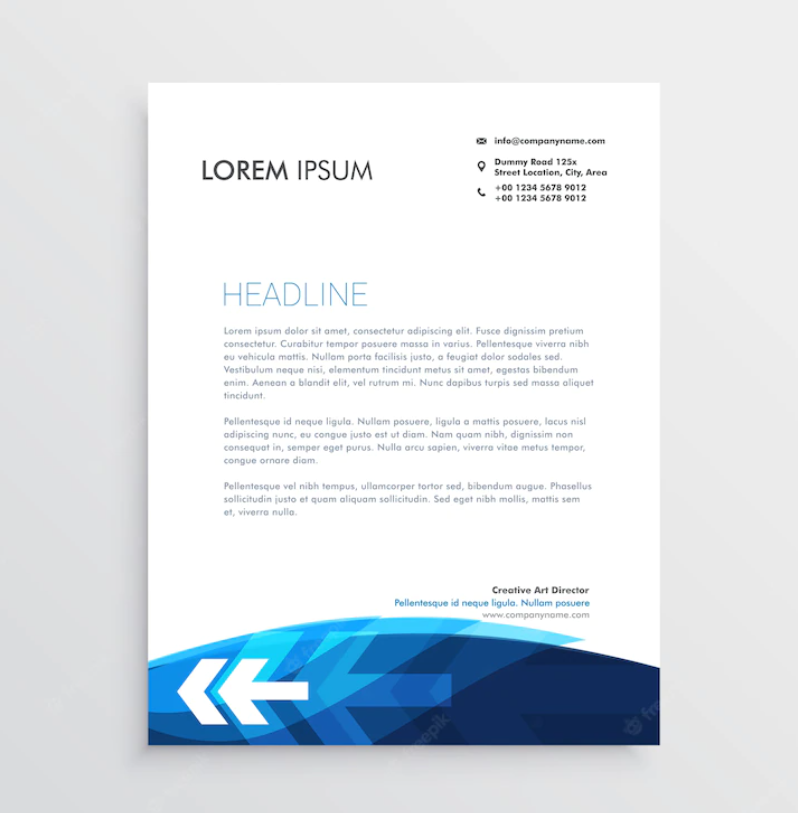 LOREM IPSUM
info@companyname.com
Dummy Road 125x
Street Location, City, Area
+00 1234 5678 9012
+00 1234 5678 9012
HEADLINE
Lorem ipsum dolor sit amet, consectetur adipiscing elit. Fusce dignissim pretium
consectetur. Curabitur tempor posuere massa in varius. Pellentesque viverra nibh
eu vehicula mattis. Nullam porta facilisis justo, a feugiat dolor sodales sed.
Vestibulum neque nisi, elementum tincidunt metus sit amet, egestas bibendum
enim. Aenean a blandit elit, vel rutrum mi. Nunc dapibus turpis sed massa aliquet
tincidunt.
Pellentesque id neque ligula. Nullam posuere, ligula a mattis posuere, lacus nisl
adipiscing nunc, eu congue justo est ut diam. Nam quam nibh, dignissim non
consequat in, semper eget purus. Nulla arcu sapien, viverra vitae metus tempor,
congue ornare diam.
Pellentesque vel nibh tempus, ullamcorper tortor sed, bibendum augue. Phasellus
sollicitudin justo et quam aliquam sollicitudin. Sed eget nibh mollis, mattis sem
et, viverra nulla.
Creative Art Director
Pellentesque id neque ligula. Nullam posuere
www.companyname.com
freepik